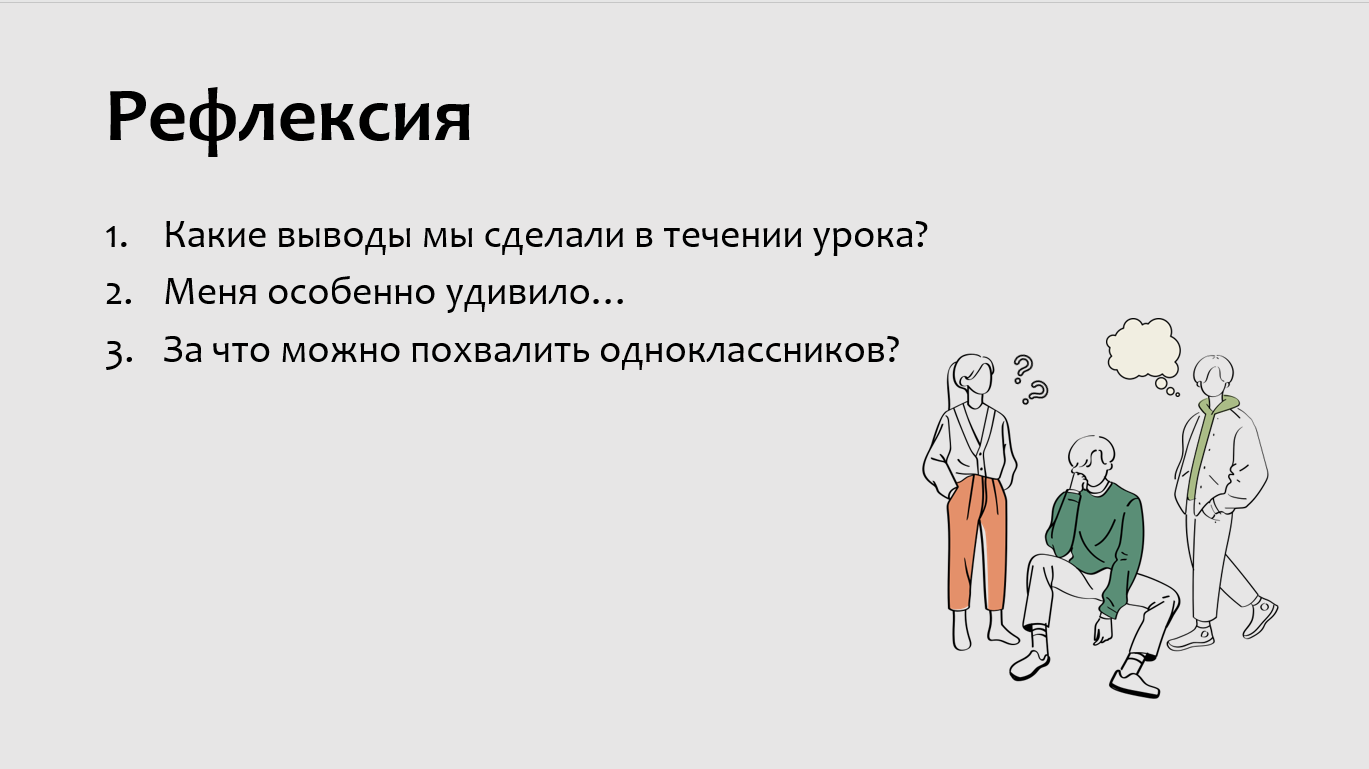 Рефлексия
1. Какие выводы мы сделали в течении урока?
2. Меня особенно удивило...
3. За что можно похвалить одноклассников?
??